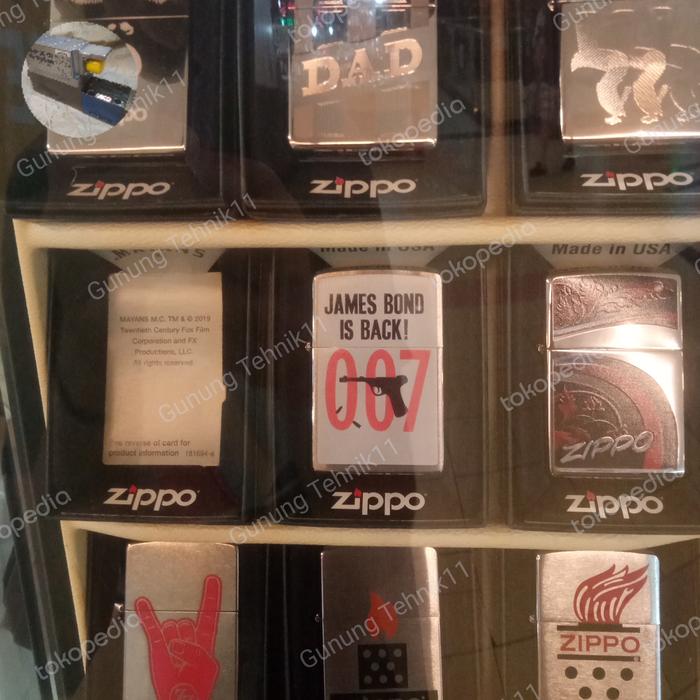 DAD
zippo
zippo
zippo
MAYANS
Made in USA
Made in USA
MAYANS M.C. TM & © 2019
Twentieth Century Fox Film
Corporation and FX
Productions, LLC.
All rights reserved.
reverse of card for
product information 181694-a
JAMES BOND
IS BACK!
007
ZIPPO
zippo
zippo
zippo
ZIPPO
Gunung Tehnik11
tokopedia